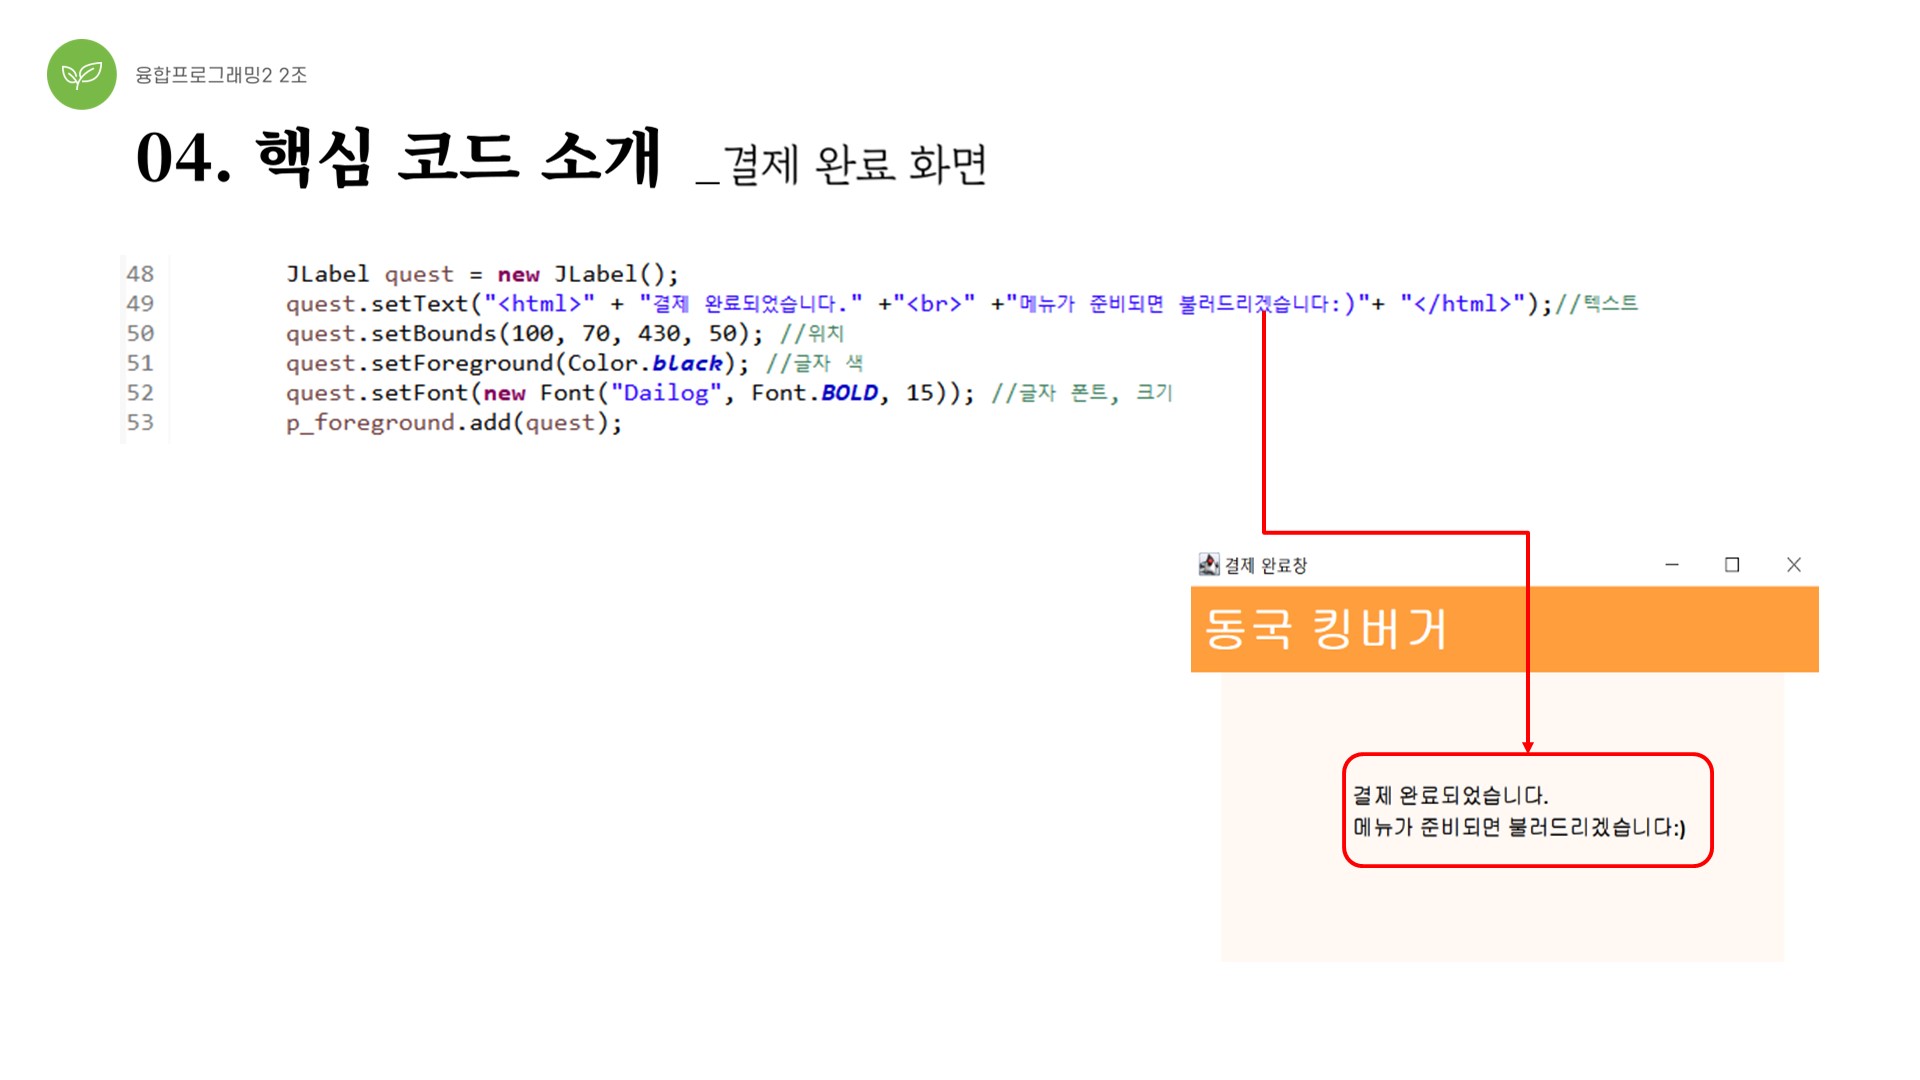 융합프로그래밍2 2조
04. 핵심 코드 소개 _결제 완료 화면
48 JLabel quest = new JLabel();
49 quest.setText("<html>" + "결제 완료되었습니다." +"<br>" +"메뉴가 준비되면 불러드리겠습니다:)"+ "</html>");//텍스트
50 quest.setBounds(100, 70, 430, 50); //위치
51 quest.setForeground(Color.black); //글자 색
52 quest.setFont(new Font("Dailog", Font.BOLD, 15)); //글자 폰트, 크기
53 p_foreground.add(quest);
결제 완료창
동국 킹버거
결제 완료되었습니다.
메뉴가 준비되면 불러드리겠습니다:)